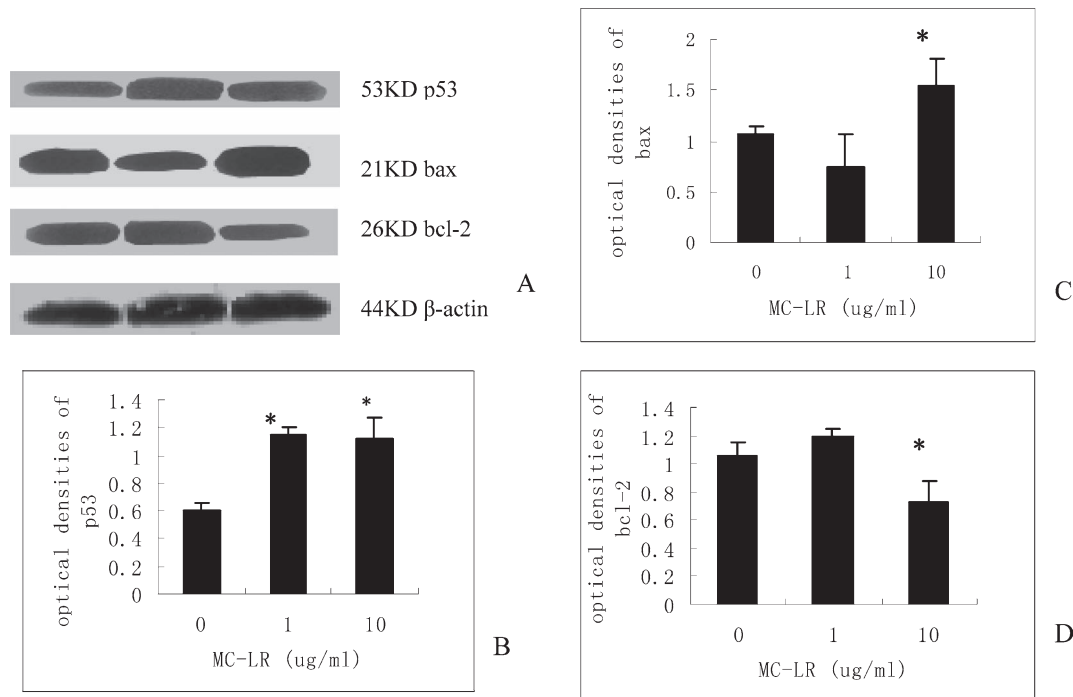 53KD p53
21KD bax
26KD bcl-2
44KD β-actin
A
optical densities of
p53
1.4
1.2
1
0.8
0.6
0.4
0.2
0
*
*
0 1 10
MC-LR (ug/ml)
B
optical densities of
bax
2
1.5
1
0.5
0
*
0 1 10
MC-LR (ug/ml)
C
optical densities of
bcl-2
1.4
1.2
1
0.8
0.6
0.4
0.2
0
*
0 1 10
MC-LR (ug/ml)
D